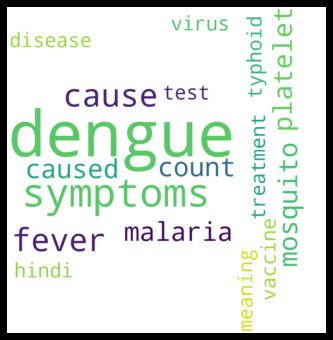 virus
disease
cause test
dengue
caused count
symptoms
fever malaria
hindi
typhoid
platelet
treatment
mosquito
vaccine
meaning